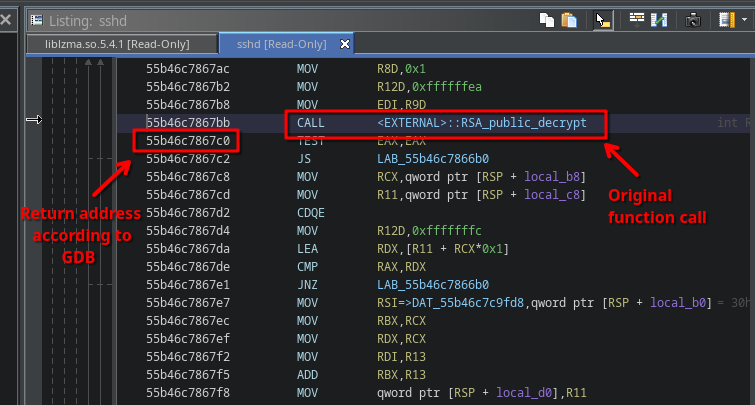 Listing: sshd
liblzma.so.5.4.1 [Read-Only]
sshd [Read-Only]
55b46c7867ac MOV R8D,0x1
55b46c7867b2 MOV R12D,0xffffffea
55b46c7867b8 MOV EDI,R9D
55b46c7867bb CALL <EXTERNAL>::RSA_public_decrypt int R
55b46c7867c0 TEST EAX,EAX
55b46c7867c2 JS LAB_55b46c7866b0
55b46c7867c8 MOV RCX,qword ptr [RSP + local_b8]
55b46c7867cd MOV R11,qword ptr [RSP + local_c8]
55b46c7867d2 CDQE
55b46c7867d4 MOV R12D,0xfffffffc
55b46c7867da LEA RDX,[R11 + RCX*0x1]
55b46c7867de CMP RAX,RDX
55b46c7867e1 JNZ LAB_55b46c7866b0
55b46c7867e7 MOV RSI=>DAT_55b46c7c9fd8,qword ptr [RSP + local_b0] = 30h
55b46c7867ec MOV RBX,RCX
55b46c7867ef MOV RDX,RCX
55b46c7867f2 MOV RDI,R13
55b46c7867f5 ADD RBX,R13
55b46c7867f8 MOV qword ptr [RSP + local_d0],R11
Return address
according to
GDB
Original
function call